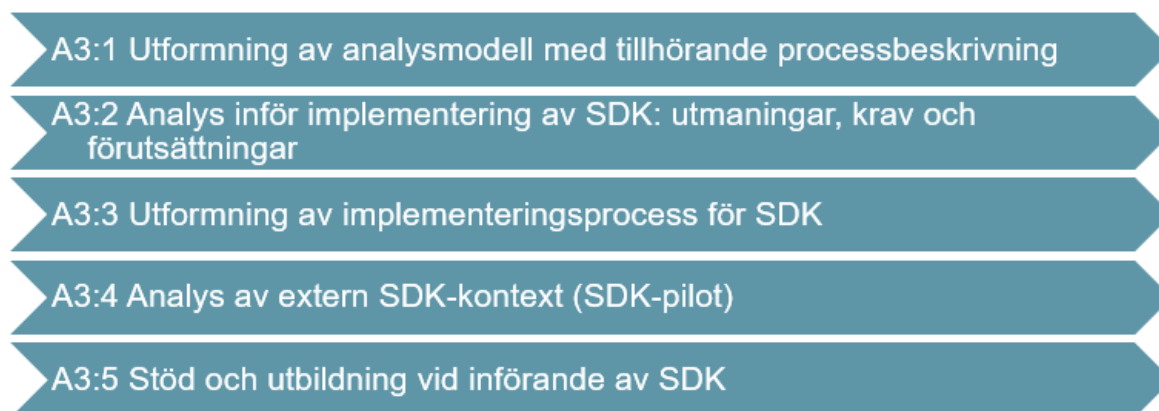 A3:1 Utformning av analysmodell med tillhörande processbeskrivning
A3:2 Analys inför implementering av SDK: utmaningar, krav och
förutsättningar
A3:3 Utformning av implementeringsprocess för SDK
A3:4 Analys av extern SDK-kontext (SDK-pilot)
A3:5 Stöd och utbildning vid införande av SDK